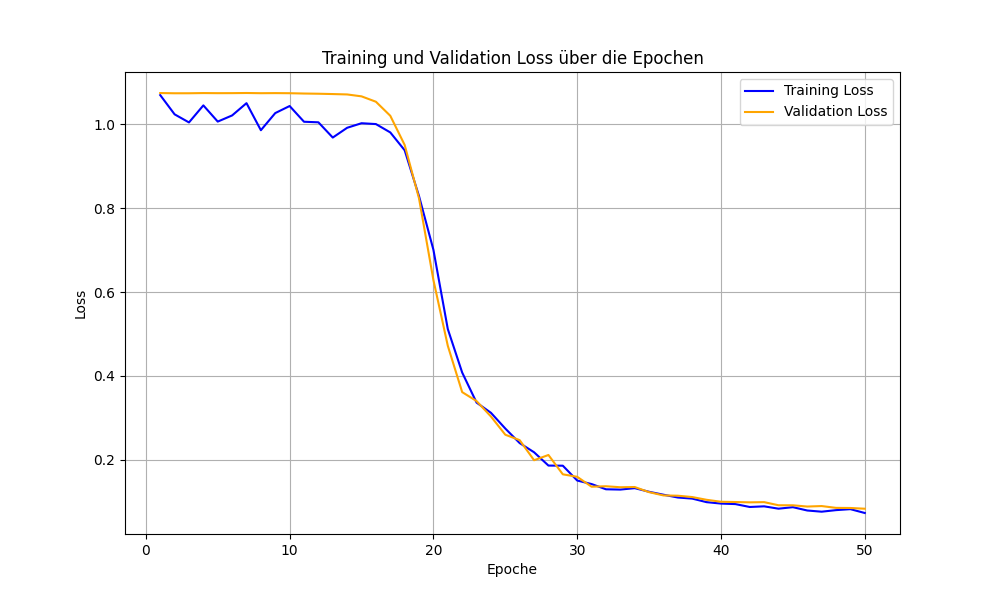 Training und Validation Loss über die Epochen
Training Loss
Validation Loss
1.0
0.8
0.6
0.4
0.2
Loss
0 10 20 30 40 50
Epoche